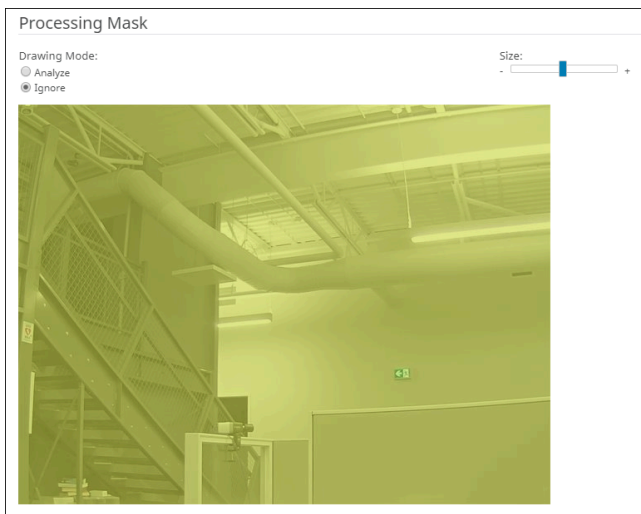 Processing Mask
Drawing Mode:
Analyze
Ignore
Size:
- +